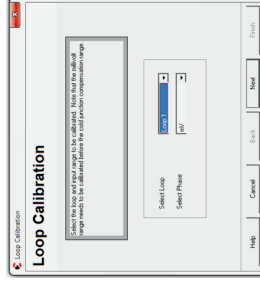 Loop Calibration
Loop Calibration
Select the loop and input range to be calibrated. Note that the millivolt
range needs to be calibrated before the cold junction compensation range.
Select Loop
Loop 1
Select Phase
mV
Help
Cancel
Back
Next
Finish